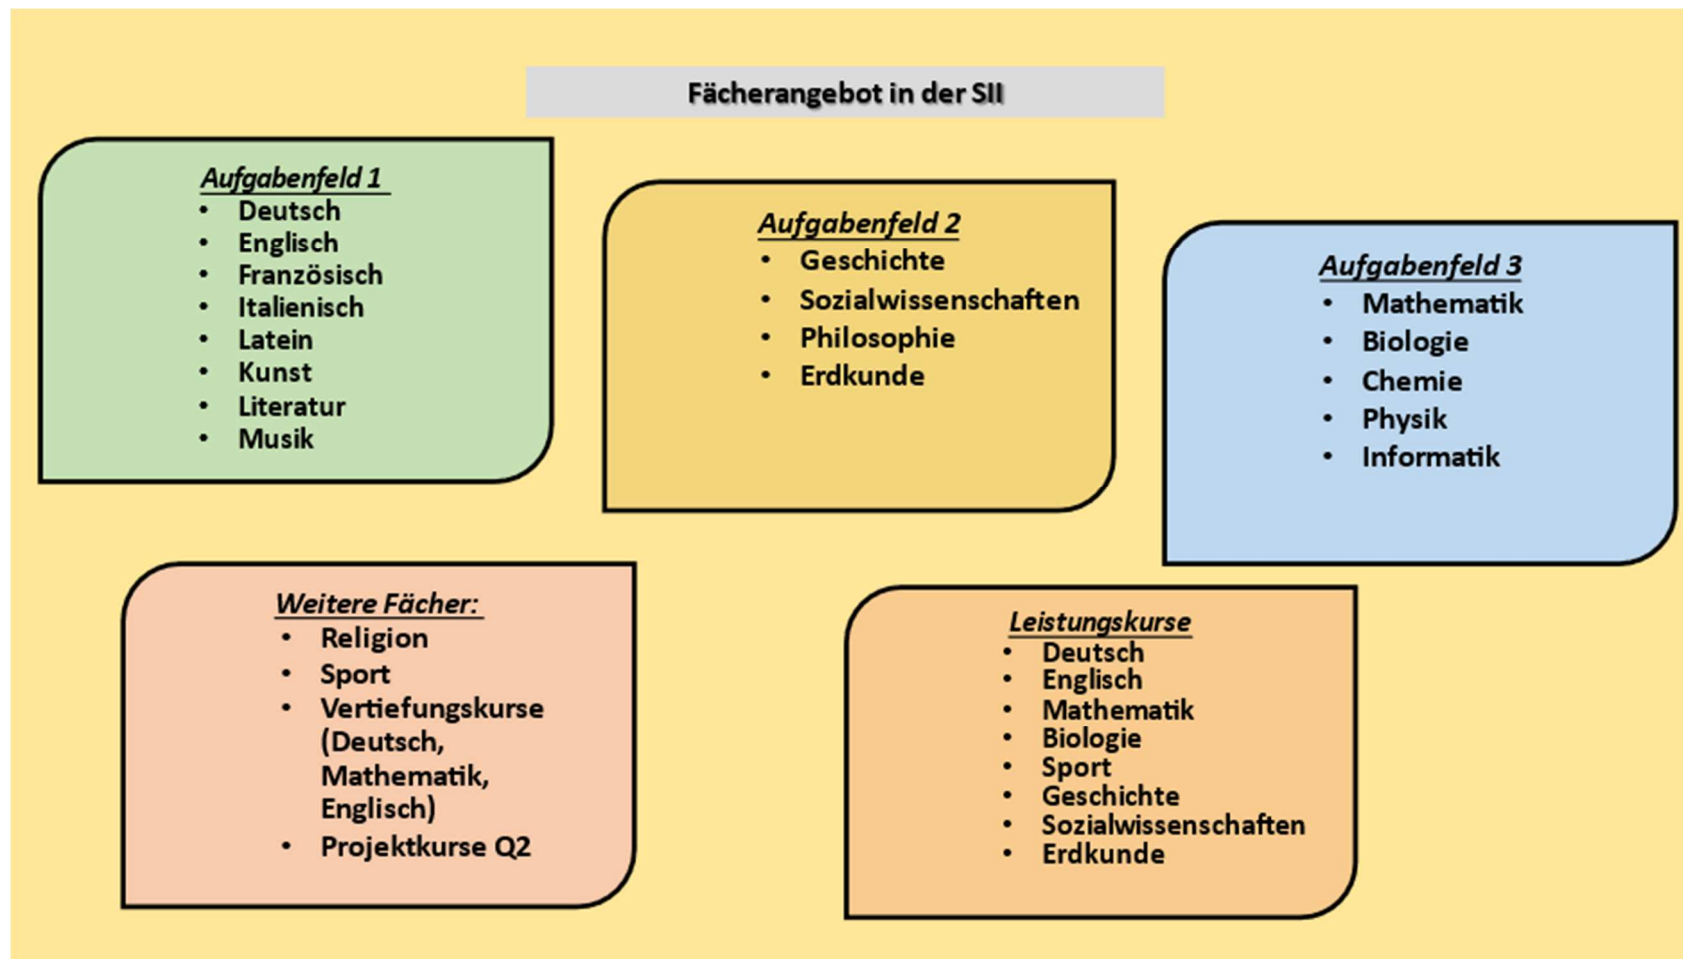 Fächerangebot in der SII
Aufgabenfeld 1
• Deutsch
• Englisch
• Französisch
• Italienisch
• Latein
• Kunst
• Literatur
• Musik
Aufgabenfeld 2
• Geschichte
• Sozialwissenschaften
• Philosophie
• Erdkunde
Aufgabenfeld 3
• Mathematik
• Biologie
• Chemie
• Physik
• Informatik
Weitere Fächer:
• Religion
• Sport
• Vertiefungskurse
(Deutsch,
Mathematik,
Englisch)
• Projektkurse Q2
Leistungskurse
• Deutsch
• Englisch
• Mathematik
• Biologie
• Sport
• Geschichte
• Sozialwissenschaften
• Erdkunde